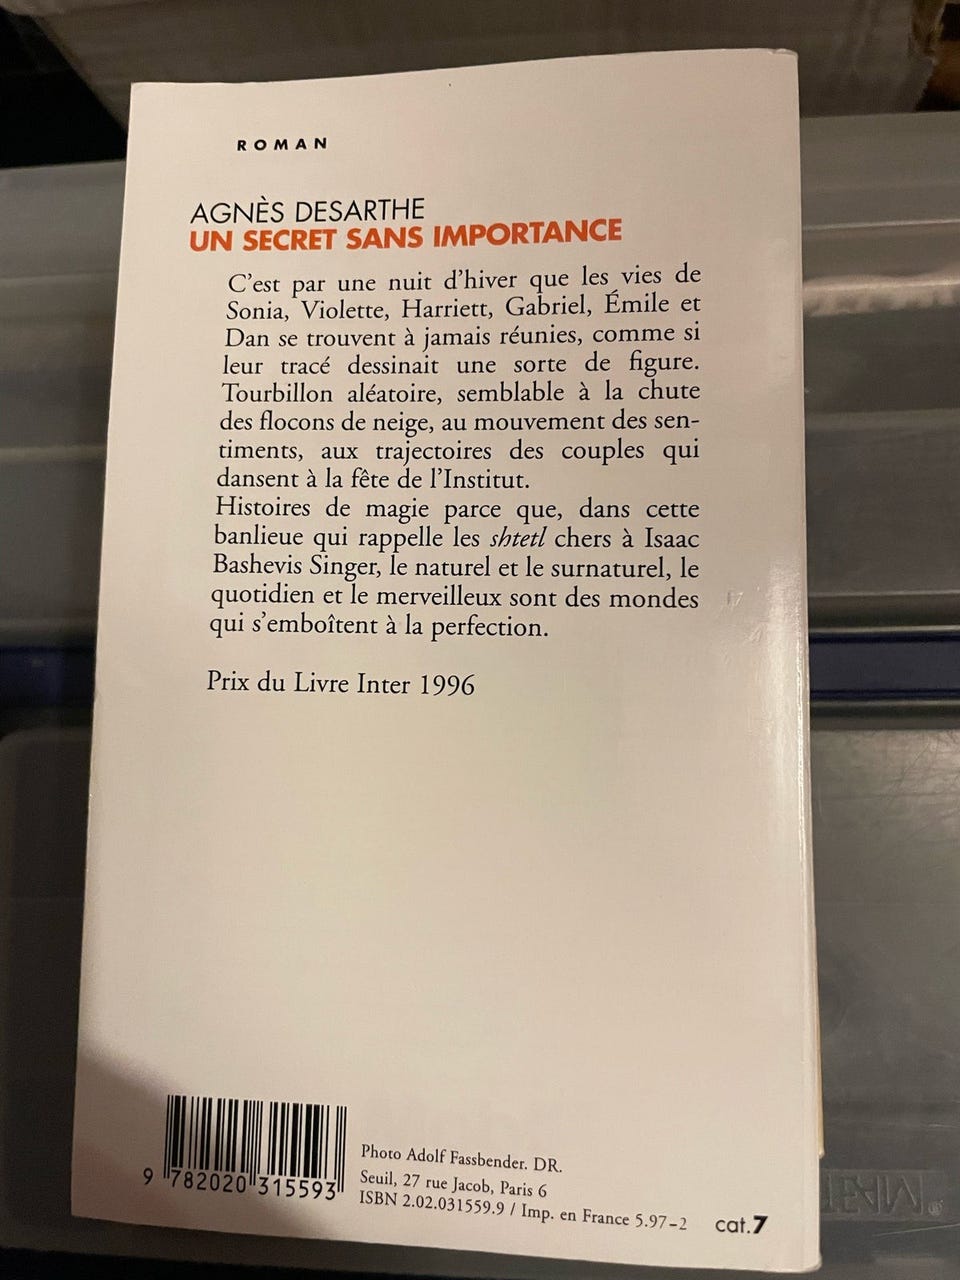 ROMAN
AGNÈS DESARTHE
UN SECRET SANS IMPORTANCE
C'est par une nuit d'hiver que les vies de
Sonia, Violette, Harriett, Gabriel, Émile et
Dan se trouvent à jamais réunies, comme si
leur tracé dessinait une sorte de figure.
Tourbillon aléatoire, semblable à la chute
des flocons de neige, au mouvement des sen-
timents, aux trajectoires des couples qui
dansent à la fête de l'Institut.
Histoires de magie parce que, dans cette
banlieue qui rappelle les shtetl chers à Isaac
Bashevis Singer, le naturel et le surnaturel, le
quotidien et le merveilleux sont des mondes
qui s'emboîtent à la perfection.
Prix du Livre Inter 1996
9 782020 315593
Photo Adolf Fassbender. DR.
Seuil, 27 rue Jacob, Paris 6
ISBN 2.02.031559.9 / Imp. en France 5.97-2
cat.7